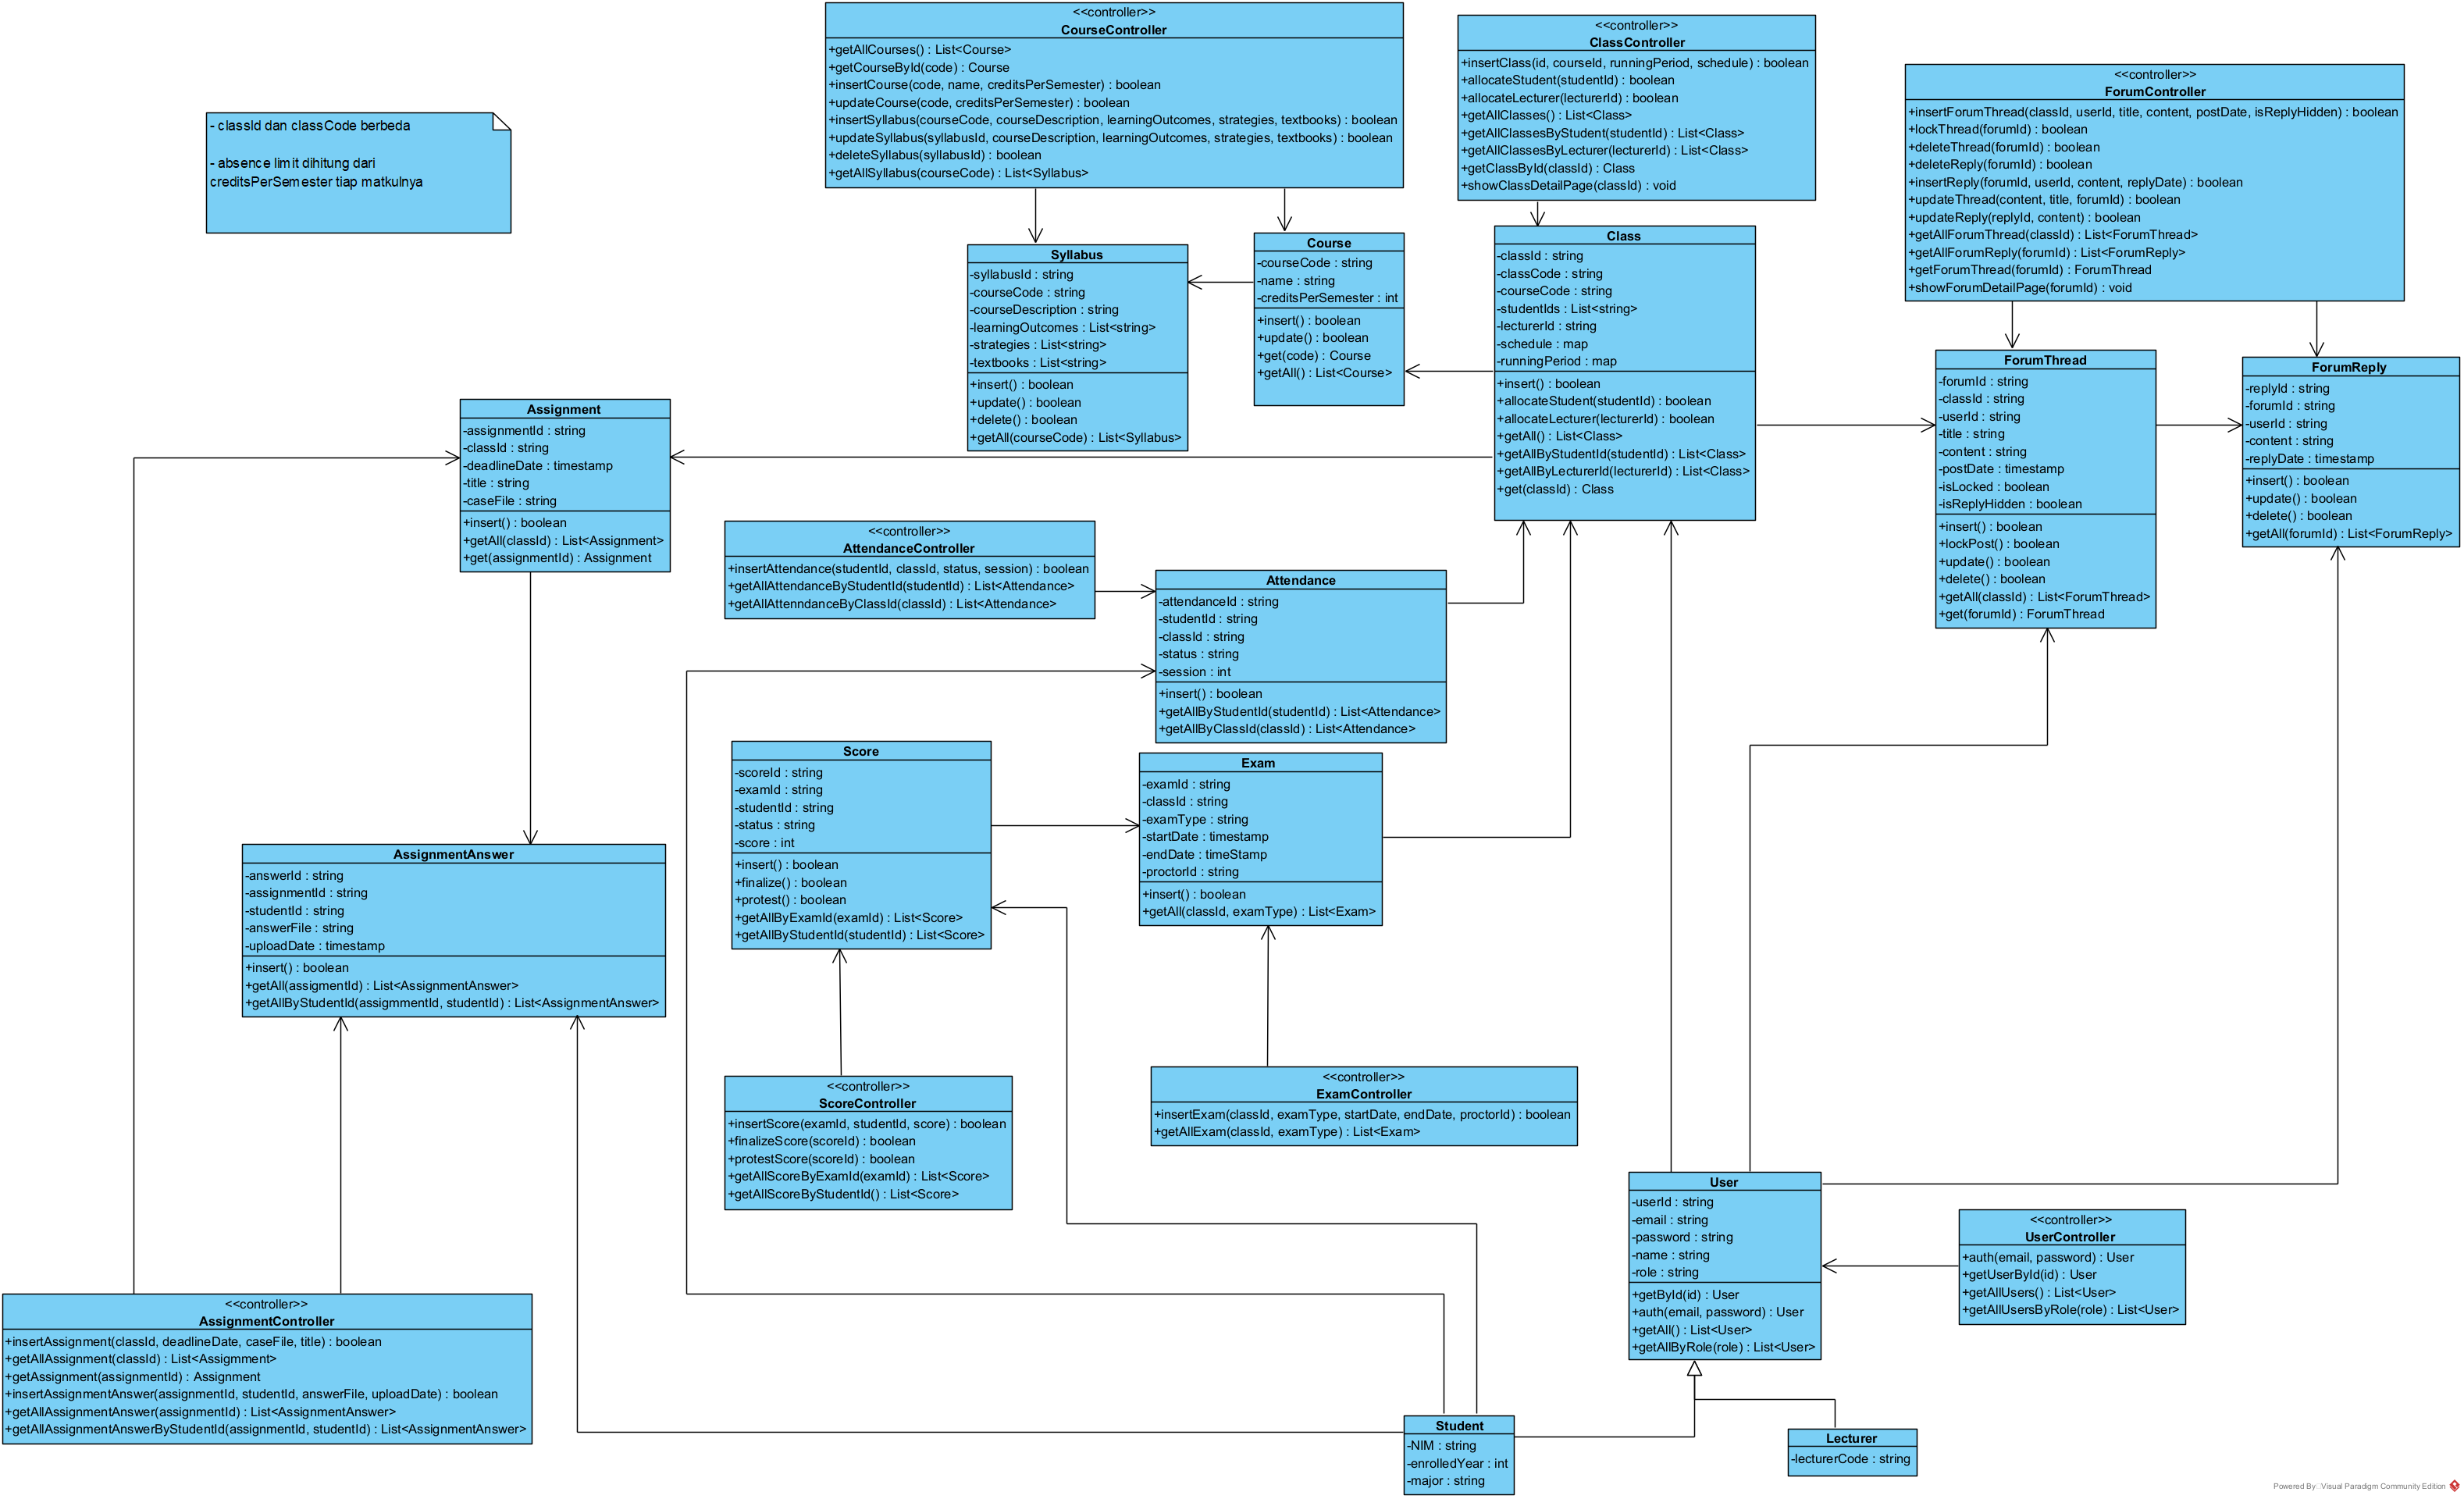 <<controller>>
CourseController
+getAllCourses() : List<Course>
+getCourseById(code) : Course
+insertCourse(code, name, creditsPerSemester) : boolean
+updateCourse(code, creditsPerSemester) : boolean
+insertSyllabus(courseCode, courseDescription, learningOutcomes, strategies, textbooks) : boolean
+updateSyllabus(syllabusId, courseDescription, learningOutcomes, strategies, textbooks) : boolean
+deleteSyllabus(syllabusId) : boolean
+getAllSyllabus(courseCode) : List<Syllabus>
<<controller>>
ClassController
+insertClass(id, courseId, runningPeriod, schedule) : boolean
+allocateStudent(studentId) : boolean
+allocateLecturer(lecturerId) : boolean
+getAllClasses() : List<Class>
+getAllClassesByStudent(studentId) : List<Class>
+getAllClassesByLecturer(lecturerId) : List<Class>
+getClassById(classId) : Class
+showClassDetailPage(classId) : void
<<controller>>
ForumController
+insertForumThread(classId, userId, title, content, postDate, isReplyHidden) : boolean
+lockThread(forumId) : boolean
+deleteThread(forumId) : boolean
+deleteReply(forumId) : boolean
+insertReply(forumId, userId, content, replyDate) : boolean
+updateThread(content, title, forumId) : boolean
+updateReply(replyId, content) : boolean
+getAllForumThread(classId) : List<ForumThread>
+getAllForumReply(forumId) : List<ForumReply>
+getForumThread(forumId) : ForumThread
+showForumDetailPage(forumId) : void
- classId dan classCode berbeda
- absence limit dihitung dari
creditsPerSemester tiap matkulnya
Syllabus
-syllabusId : string
-courseCode : string
-courseDescription : string
-learningOutcomes : List<string>
-strategies : List<string>
-textbooks : List<string>
+insert() : boolean
+update() : boolean
+delete() : boolean
+getAll(courseCode) : List<Syllabus>
Course
-courseCode : string
-name : string
-creditsPerSemester : int
+insert() : boolean
+update() : boolean
+get(code) : Course
+getAll() : List<Course>
Class
-classId : string
-classCode : string
-courseCode : string
-studentIds : List<string>
-lecturerId : string
-schedule : map
-runningPeriod : map
+insert() : boolean
+allocateStudent(studentId) : boolean
+allocateLecturer(lecturerId) : boolean
+getAll() : List<Class>
+getAllByStudentId(studentId) : List<Class>
+getAllByLecturerId(lecturerId) : List<Class>
+get(classId) : Class
ForumThread
-forumId : string
-classId : string
-userId : string
-title : string
-content : string
-postDate : timestamp
-isLocked : boolean
-isReplyHidden : boolean
+insert() : boolean
+lockPost() : boolean
+update() : boolean
+delete() : boolean
+getAll(classId) : List<ForumThread>
+get(forumId) : ForumThread
ForumReply
-replyId : string
-forumId : string
-userId : string
-content : string
-replyDate : timestamp
+insert() : boolean
+update() : boolean
+delete() : boolean
+getAll(forumId) : List<ForumReply>
Assignment
-assignmentId : string
-classId : string
-deadlineDate : timestamp
-title : string
-caseFile : string
+insert() : boolean
+getAll(classId) : List<Assignment>
+get(assignmentId) : Assignment
<<controller>>
AttendanceController
+insertAttendance(studentId, classId, status, session) : boolean
+getAllAttendanceByStudentId(studentId) : List<Attendance>
+getAllAttenndanceByClassId(classId) : List<Attendance>
Attendance
-attendanceId : string
-studentId : string
-classId : string
-status : string
-session : int
+insert() : boolean
+getAllByStudentId(studentId) : List<Attendance>
+getAllByClassId(classId) : List<Attendance>
Score
-scoreId : string
-examId : string
-studentId : string
-status : string
-score : int
+insert() : boolean
+finalize() : boolean
+protest() : boolean
+getAllByExamId(examId) : List<Score>
+getAllByStudentId(studentId) : List<Score>
Exam
-examId : string
-classId : string
-examType : string
-startDate : timestamp
-endDate : timeStamp
-proctorId : string
+insert() : boolean
+getAll(classId, examType) : List<Exam>
AssignmentAnswer
-answerId : string
-assignmentId : string
-studentId : string
-answerFile : string
-uploadDate : timestamp
+insert() : boolean
+getAll(assigmentId) : List<AssignmentAnswer>
+getAllByStudentId(assigmmentId, studentId) : List<AssignmentAnswer>
<<controller>>
ScoreController
+insertScore(examId, studentId, score) : boolean
+finalizeScore(scoreId) : boolean
+protestScore(scoreId) : boolean
+getAllScoreByExamId(examId) : List<Score>
+getAllScoreByStudentId() : List<Score>
<<controller>>
ExamController
+insertExam(classId, examType, startDate, endDate, proctorId) : boolean
+getAllExam(classId, examType) : List<Exam>
User
-userId : string
-email : string
-password : string
-name : string
-role : string
+getById(id) : User
+auth(email, password) : User
+getAll() : List<User>
+getAllByRole(role) : List<User>
<<controller>>
UserController
+auth(email, password) : User
+getUserById(id) : User
+getAllUsers() : List<User>
+getAllUsersByRole(role) : List<User>
<<controller>>
AssignmentController
+insertAssignment(classId, deadlineDate, caseFile, title) : boolean
+getAllAssignment(classId) : List<Assigmment>
+getAssignment(assignmentId) : Assignment
+insertAssignmentAnswer(assignmentId, studentId, answerFile, uploadDate) : boolean
+getAllAssignmentAnswer(assignmentId) : List<AssignmentAnswer>
+getAllAssignmentAnswerByStudentId(assignmentId, studentId) : List<AssignmentAnswer>
Student
-NIM : string
-enrolledYear : int
-major : string
Lecturer
-lecturerCode : string
Powered By Visual Paradigm Community Edition